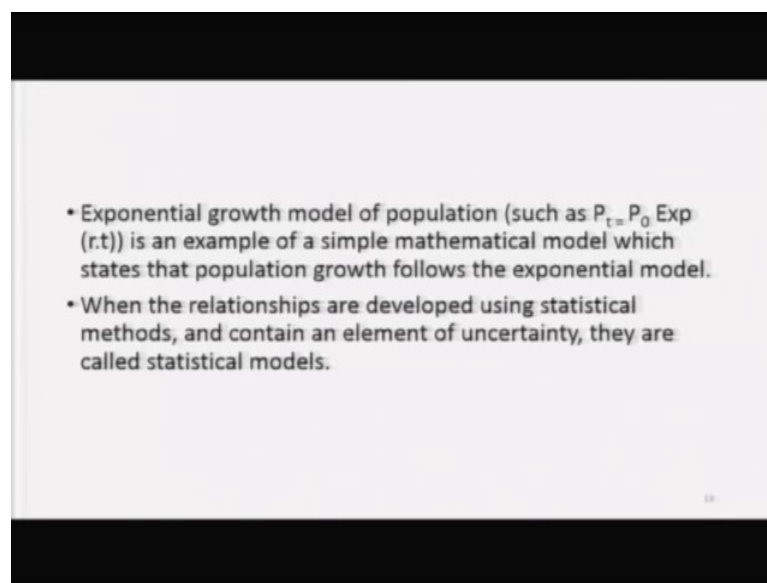 • Exponential growth model of population (such as Pt = P0 Exp
(r.t)) is an example of a simple mathematical model which
states that population growth follows the exponential model.
• When the relationships are developed using statistical
methods, and contain an element of uncertainty, they are
called statistical models.